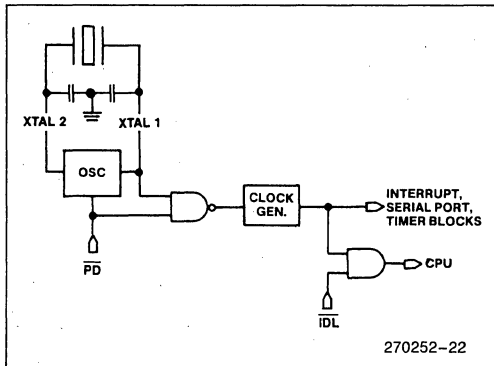 XTAL 2
XTAL 1
OSC
CLOCK
GEN.
INTERRUPT,
SERIAL PORT,
TIMER BLOCKS
PD
CPU
IDL
270252-22